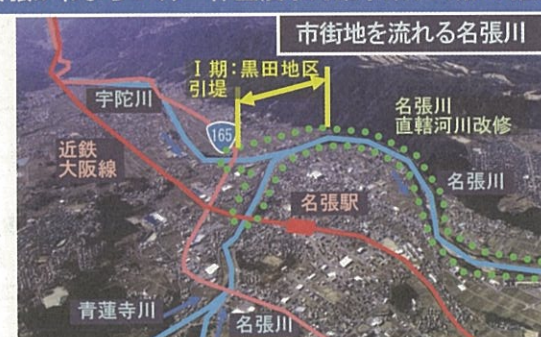 市街地を流れる名張川
Ⅰ期：黒田地区
引堤
宇陀川
165
名張川
直轄河川改修
近鉄
大阪線
名張川
名張駅
青蓮寺川
名張川